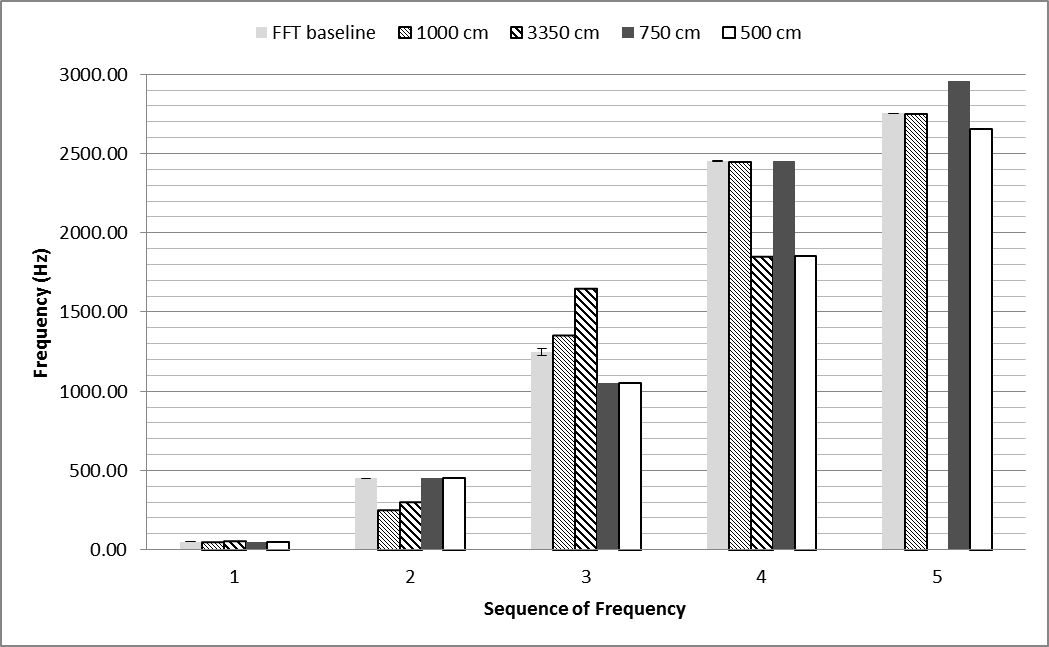 FFT baseline 1000 cm 3350 cm 750 cm 500 cm
3000.00
2500.00
2000.00
1500.00
1000.00
500.00
0.00
Frequency (Hz)
1 2 3 4 5
Sequence of Frequency